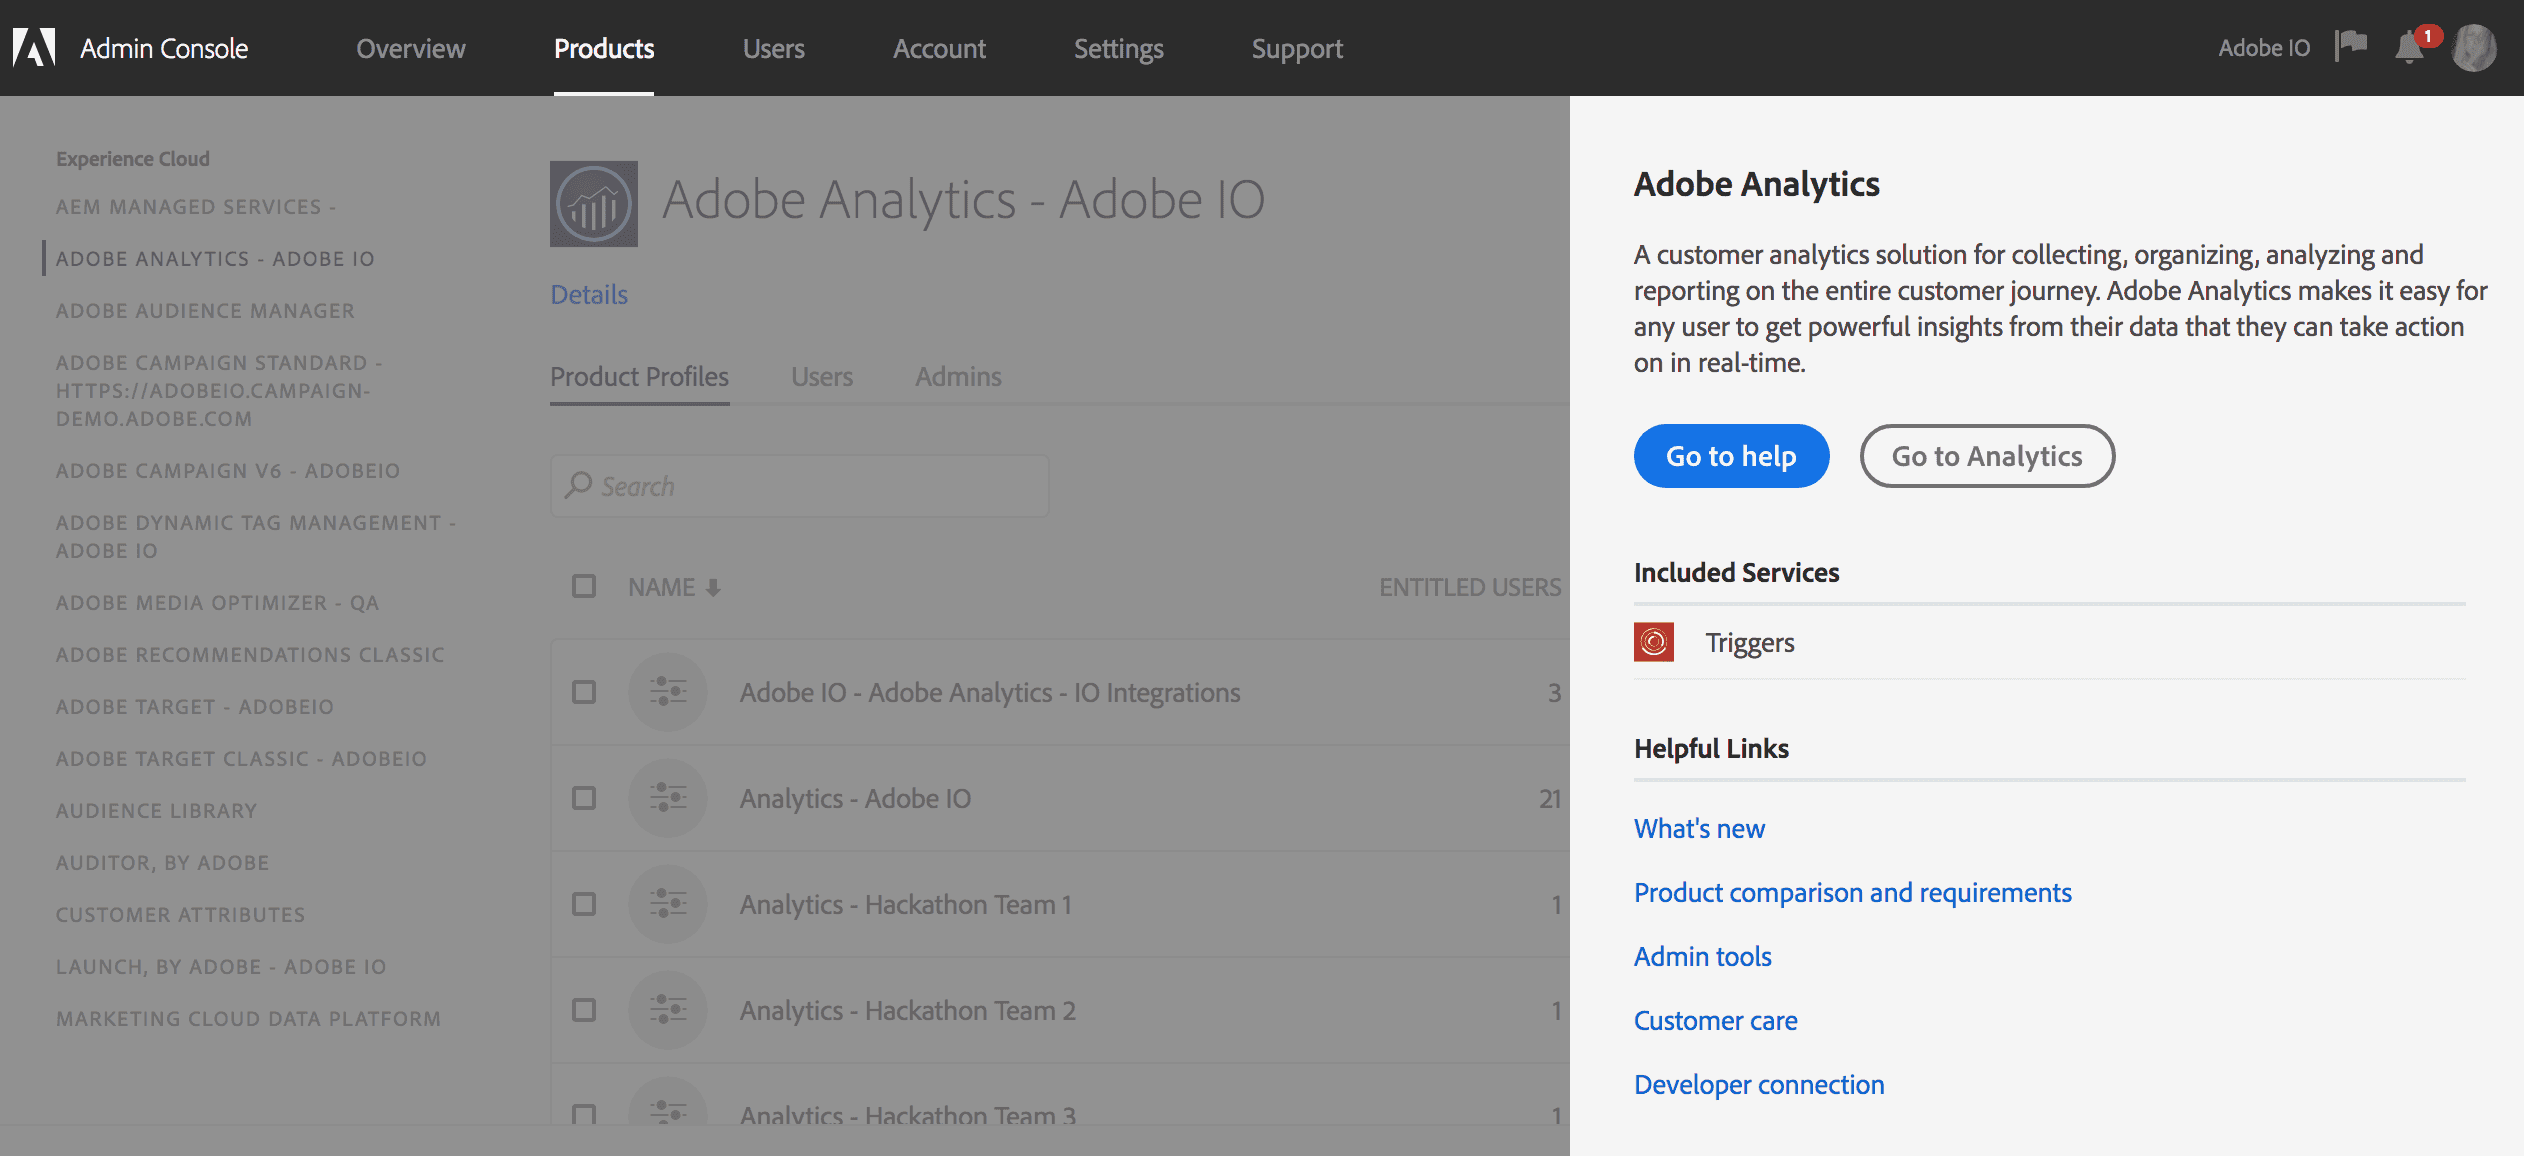 Admin Console
Overview
Products
Users
Account
Settings
Support
Adobe IO
1
Experience Cloud
AEM MANAGED SERVICES -
ADOBE ANALYTICS - ADOBE IO
ADOBE AUDIENCE MANAGER
ADOBE CAMPAIGN STANDARD -
HTTPS://ADOBEIO.CAMPAIGN-
DEMO.ADOBE.COM
ADOBE CAMPAIGN V6 - ADOBEIO
ADOBE DYNAMIC TAG MANAGEMENT -
ADOBE IO
ADOBE MEDIA OPTIMIZER - QA
ADOBE RECOMMENDATIONS CLASSIC
ADOBE TARGET - ADOBEIO
ADOBE TARGET CLASSIC - ADOBEIO
AUDIENCE LIBRARY
AUDITOR, BY ADOBE
CUSTOMER ATTRIBUTES
LAUNCH, BY ADOBE - ADOBE IO
MARKETING CLOUD DATA PLATFORM
Adobe Analytics - Adobe IO
Details
Product Profiles
Users
Admins
Search
NAME
ENTITLED USERS
Adobe IO - Adobe Analytics - IO Integrations
3
Analytics - Adobe IO
21
Analytics - Hackathon Team 1
1
Analytics - Hackathon Team 2
1
Analytics - Hackathon Team 3
1
Adobe Analytics
A customer analytics solution for collecting, organizing, analyzing and
reporting on the entire customer journey. Adobe Analytics makes it easy for
any user to get powerful insights from their data that they can take action
on in real-time.
Go to help
Go to Analytics
Included Services
Triggers
Helpful Links
What's new
Product comparison and requirements
Admin tools
Customer care
Developer connection